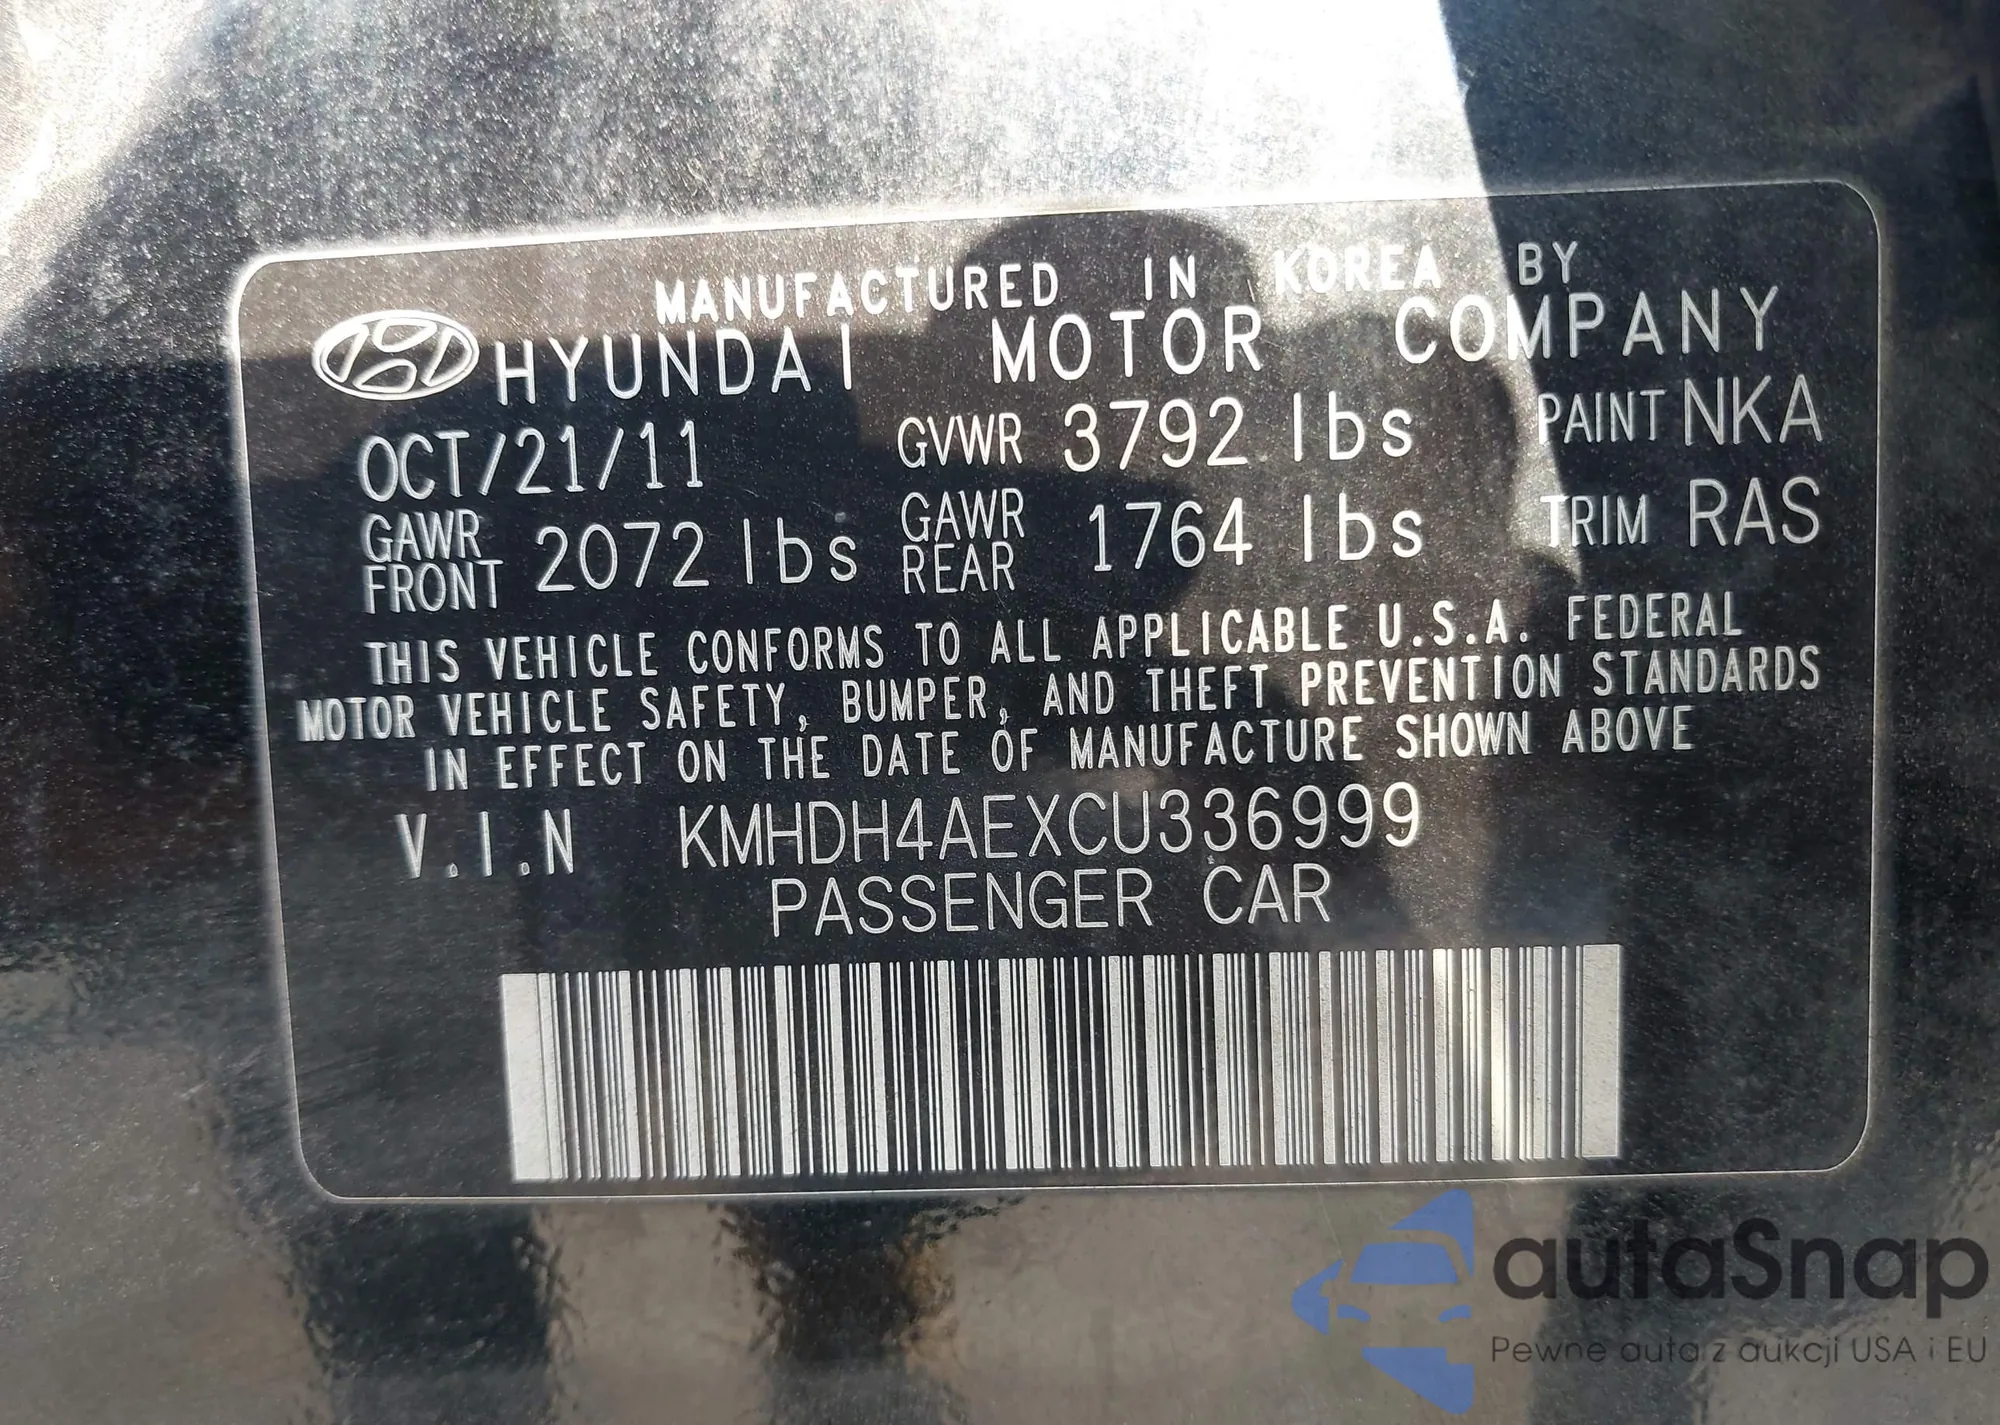 MANUFACTURED IN KOREA BY
HYUNDAI MOTOR COMPANY
OCT/21/11 GVWR 3792 lbs PAINT NKA
GAWR FRONT 2072 lbs GAWR REAR 1764 lbs TRIM RAS
THIS VEHICLE CONFORMS TO ALL APPLICABLE U.S.A. FEDERAL
MOTOR VEHICLE SAFETY, BUMPER, AND THEFT PREVENTION STANDARDS
IN EFFECT ON THE DATE OF MANUFACTURE SHOWN ABOVE
V.I.N KMHDH4AEXCU336999
PASSENGER CAR
autaSnap
Pewne auta z aukcji USA i EU